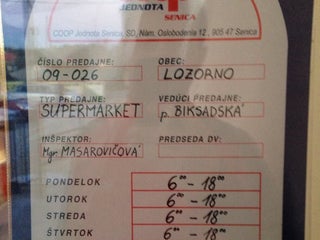 JEDNOTA
SENICA
COOP Jednota Senica, SD, Nám. Oslobodenia 12, 905 47 Senica
ČÍSLO PREDAJNE: OBEC:
09-026 LOZORNO
TYP PREDAJNE: VEDÚCI PREDAJNE:
SUPERMARKET p. BIKSADSKÁ
INŠPEKTOR: PREDSEDA DV:
Mgr. MASAROVIČOVÁ
PONDELOK 6⁰⁰ - 18⁰⁰
UTOROK 6⁰⁰ - 18⁰⁰
STREDA 6⁰⁰ - 18⁰⁰
ŠTVRTOK 6⁰⁰ - 18⁰⁰